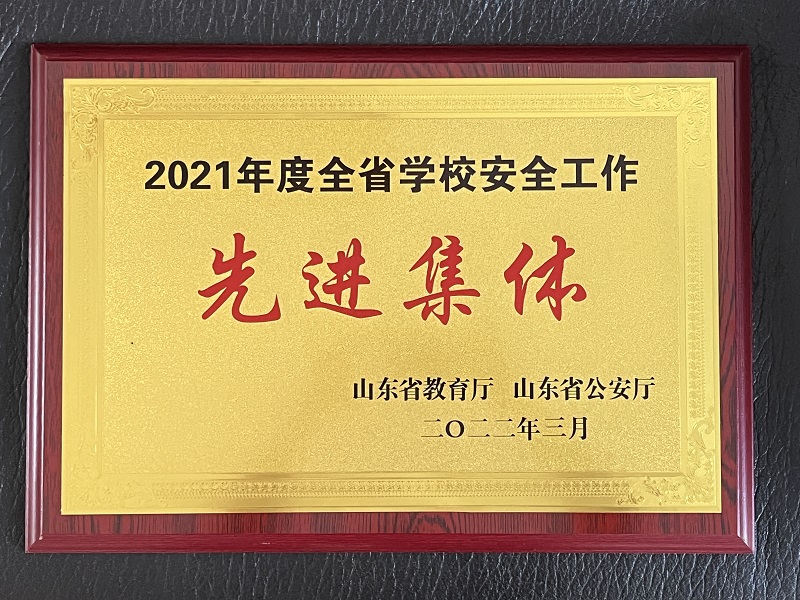 2021年度全省学校安全工作
先进集体
山东省教育厅 山东省公安厅
二〇二二年三月